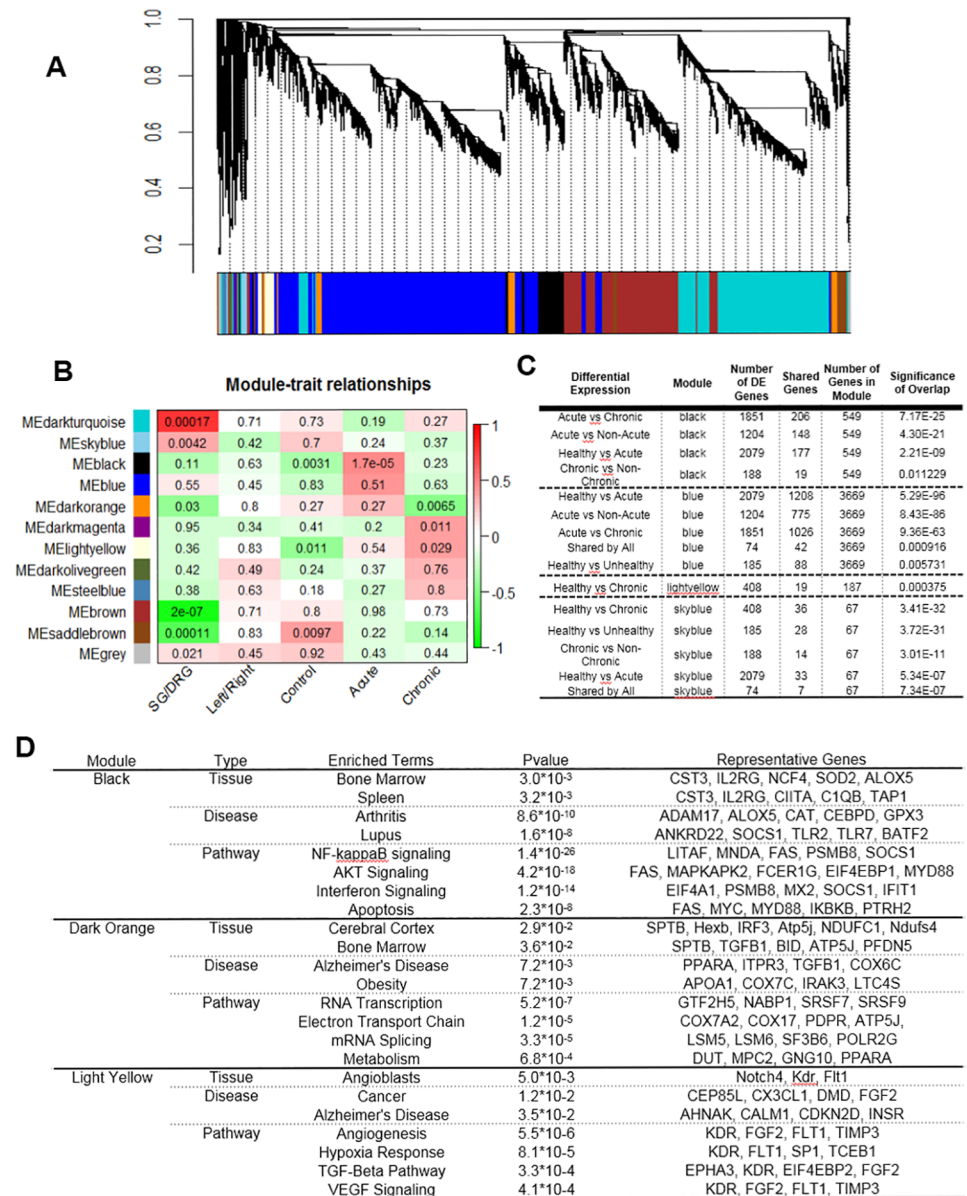 A
1.0
0.8
0.6
0.4
0.2
B
Module-trait relationships
MEdarkturquoise 0.00017 0.71 0.73 0.19 0.27
MEskyblue 0.0042 0.42 0.7 0.24 0.37
MEblack 0.11 0.63 0.0031 1.7e-05 0.23
MEblue 0.55 0.45 0.83 0.51 0.63
MEdarkorange 0.03 0.8 0.27 0.27 0.0065
MEdarkmagenta 0.95 0.34 0.41 0.2 0.011
MElightyellow 0.36 0.83 0.011 0.54 0.029
MEdarkolivegreen 0.42 0.49 0.24 0.37 0.76
MEsteelblue 0.38 0.63 0.18 0.27 0.8
MEbrown 2e-07 0.71 0.8 0.98 0.73
MEsaddlebrown 0.00011 0.83 0.0097 0.22 0.14
MEgrey 0.021 0.45 0.92 0.43 0.44
SG/DRG Left/Right Control Acute Chronic
1
0.5
0
-0.5
-1
C
Differential Expression Module Number of DE Genes Shared Genes Number of Genes in Module Significance of Overlap
Acute vs Chronic black 1851 206 549 7.17E-25
Acute vs Non-Acute black 1204 148 549 4.30E-21
Healthy vs Acute black 2079 177 549 2.21E-09
Chronic vs Non-Chronic black 188 19 549 0.011229
Healthy vs Acute blue 2079 1208 3669 5.29E-96
Acute vs Non-Acute blue 1204 775 3669 8.43E-86
Acute vs Chronic blue 1851 1026 3669 9.36E-63
Shared by All blue 74 42 3669 0.000916
Healthy vs Unhealthy blue 185 88 3669 0.005731
Healthy vs Chronic lightyellow 408 19 187 0.000375
Healthy vs Chronic skyblue 408 36 67 3.41E-32
Healthy vs Unhealthy skyblue 185 28 67 3.72E-31
Chronic vs Non-Chronic skyblue 188 14 67 3.01E-11
Healthy vs Acute skyblue 2079 33 67 5.34E-07
Shared by All skyblue 74 7 67 7.34E-07
D
Module Type Enriched Terms Pvalue Representative Genes
Black Tissue Bone Marrow 3.0*10-3 CST3, IL2RG, NCF4, SOD2, ALOX5
Spleen 3.2*10-3 CST3, IL2RG, CIITA, C1QB, TAP1
Disease Arthritis 8.6*10-10 ADAM17, ALOX5, CAT, CEBPD, GPX3
Lupus 1.6*10-8 ANKRD22, SOCS1, TLR2, TLR7, BATF2
Pathway NF-kappaB signaling 1.4*10-26 LITAF, MNDA, FAS, PSMB8, SOCS1
AKT Signaling 4.2*10-18 FAS, MAPKAPK2, FCER1G, EIF4EBP1, MYD88
Interferon Signaling 1.2*10-14 EIF4A1, PSMB8, MX2, SOCS1, IFIT1
Apoptosis 2.3*10-8 FAS, MYC, MYD88, IKBKB, PTRH2
Dark Orange Tissue Cerebral Cortex 2.9*10-2 SPTB, Hexb, IRF3, Atp5j, NDUFC1, Ndufs4
Bone Marrow 3.6*10-2 SPTB, TGFB1, BID, ATP5J, PFDN5
Disease Alzheimer's Disease 7.2*10-3 PPARA, ITPR3, TGFB1, COX6C
Obesity 7.2*10-3 APOA1, COX7C, IRAK3, LTC4S
Pathway RNA Transcription 5.2*10-7 GTF2H5, NABP1, SRSF7, SRSF9
Electron Transport Chain 1.2*10-5 COX7A2, COX17, PDPR, ATP5J,
mRNA Splicing 3.3*10-5 LSM5, LSM6, SF3B6, POLR2G
Metabolism 6.8*10-4 DUT, MPC2, GNG10, PPARA
Light Yellow Tissue Angioblasts 5.0*10-3 Notch4, Kdr, Flt1
Disease Cancer 1.2*10-2 CEP85L, CX3CL1, DMD, FGF2
Alzheimer's Disease 3.5*10-2 AHNAK, CALM1, CDKN2D, INSR
Pathway Angiogenesis 5.5*10-6 KDR, FGF2, FLT1, TIMP3
Hypoxia Response 8.1*10-5 KDR, FLT1, SP1, TCEB1
TGF-Beta Pathway 3.3*10-4 EPHA3, KDR, EIF4EBP2, FGF2
VEGF Signaling 4.1*10-4 KDR, FGF2, FLT1, TIMP3